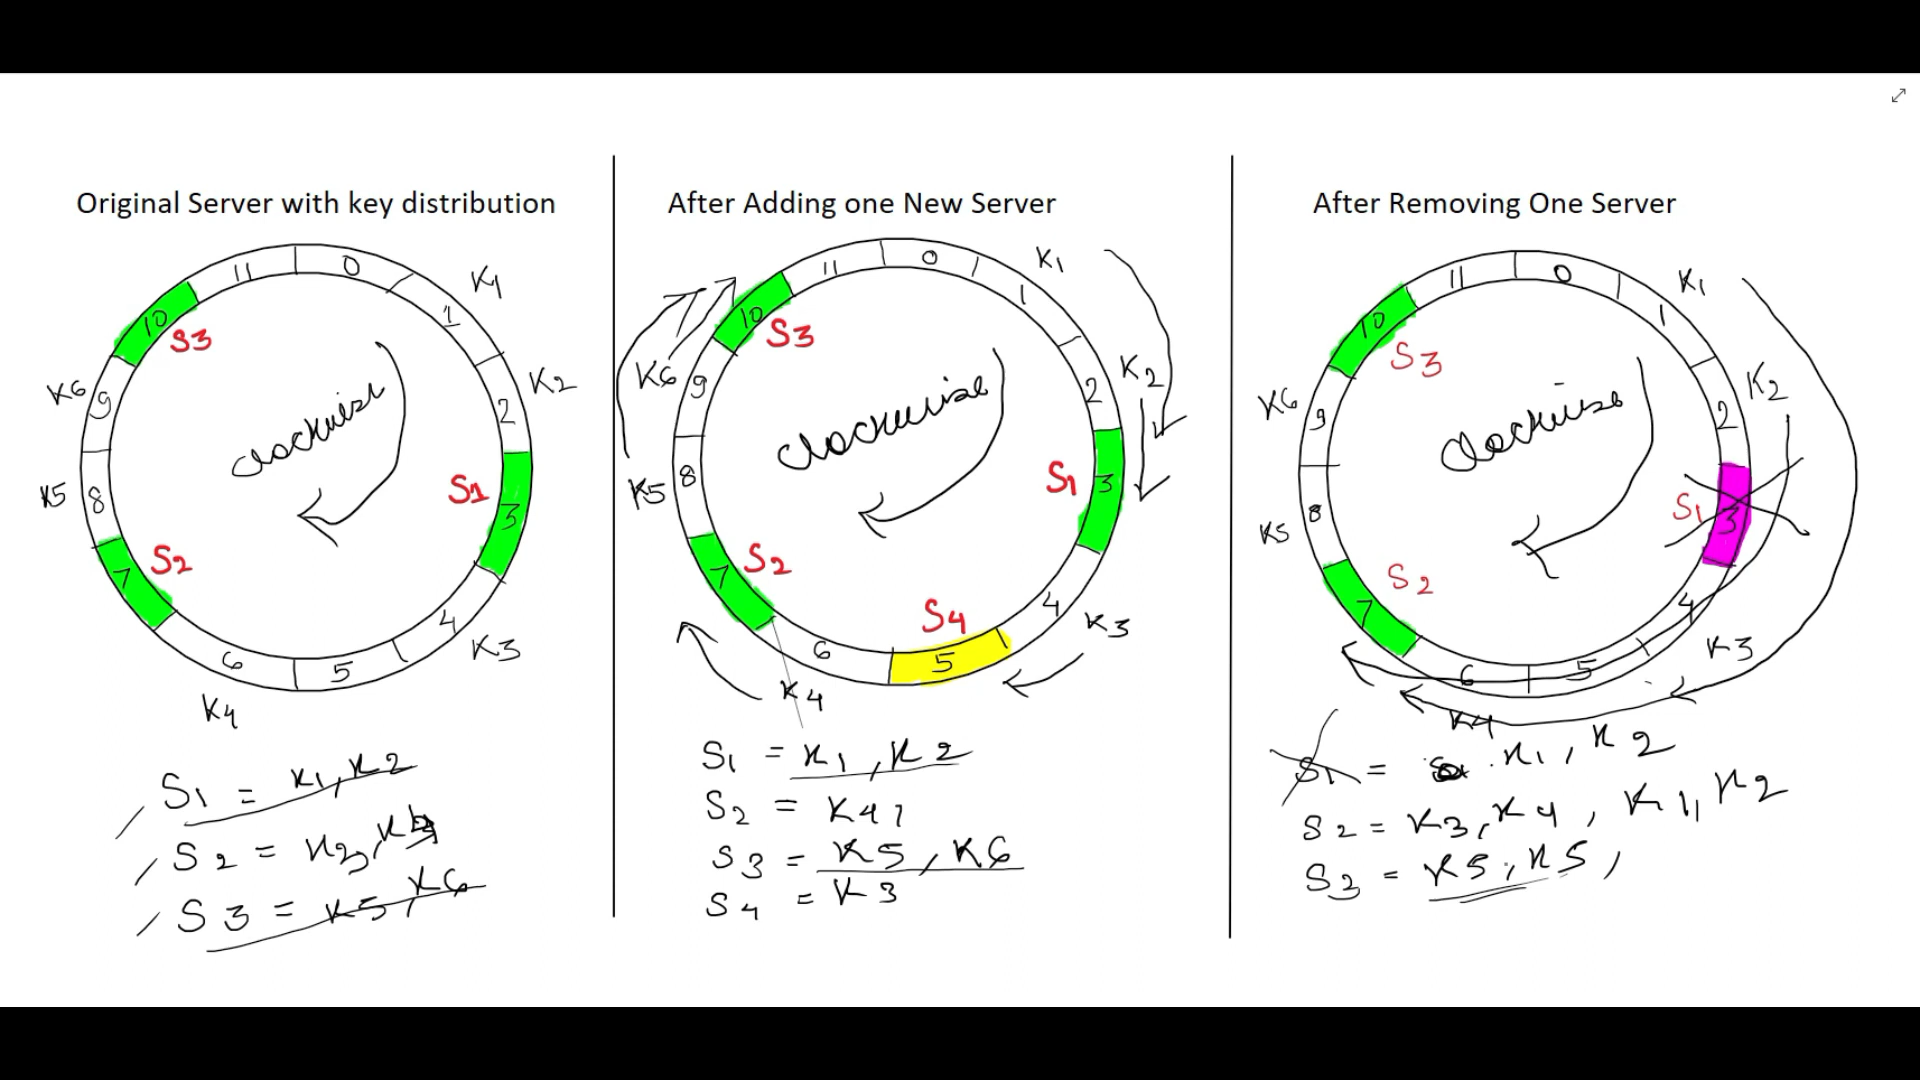 Original Server with key distribution
11
0
K1
10
1
S3
K6
9
clockwise
2
K2
K5
8
S1
3
7
S2
4
K3
6
5
K4
S1 = K1, K2
S2 = K3, K4
S3 = K5, K6
After Adding one New Server
11
0
K1
10
1
S3
K6
9
clockwise
2
K2
K5
8
S1
3
7
S2
S4
4
K3
6
5
K4
S1 = K1, K2
S2 = K4,
S3 = K5, K6
S4 = K3
After Removing One Server
11
0
K1
10
1
S3
K6
9
clockwise
2
K2
K5
8
S1
3
7
S2
4
K3
6
5
K4
S1 = K1, K2
S2 = K3, K4, K1, K2
S3 = K5, K5,